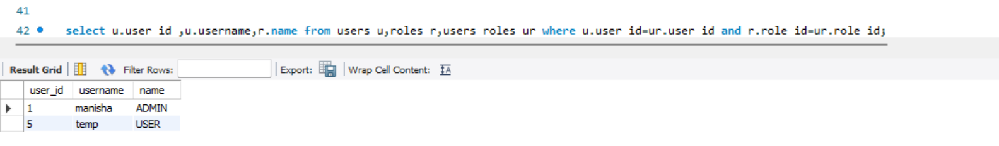 41
42 select u.user id ,u.username,r.name from users u,roles r,users roles ur where u.user id=ur.user id and r.role id=ur.role id;
Result Grid Filter Rows: Export: Wrap Cell Content: IA
user_id username name
1 manisha ADMIN
5 temp USER